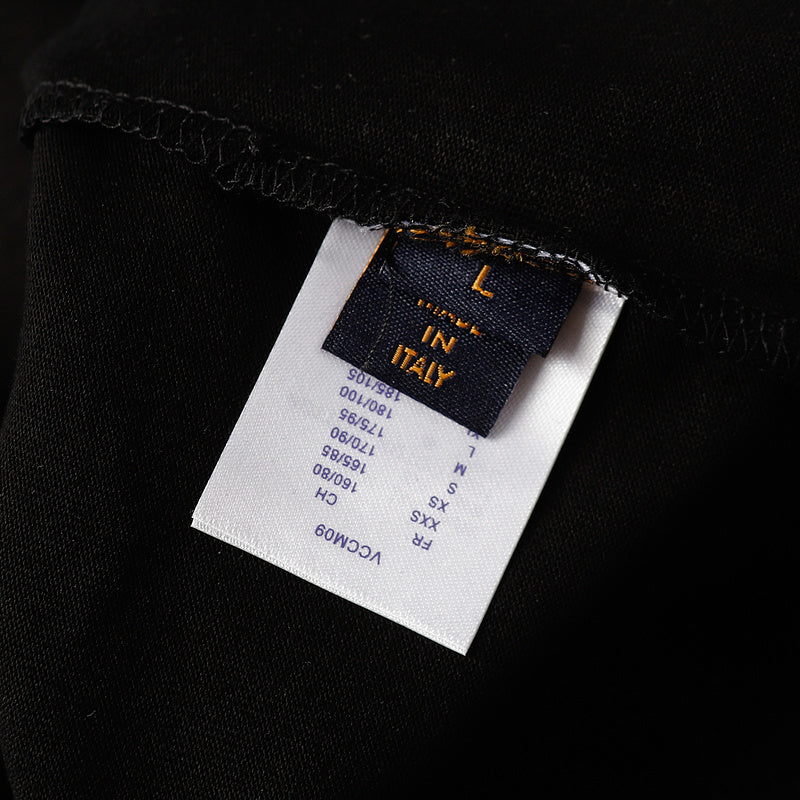 L
IN
ITALY
VCCM09
FR CH
XXS 160/80
XS 165/85
S 170/90
M 175/95
L 180/100
XL 185/105